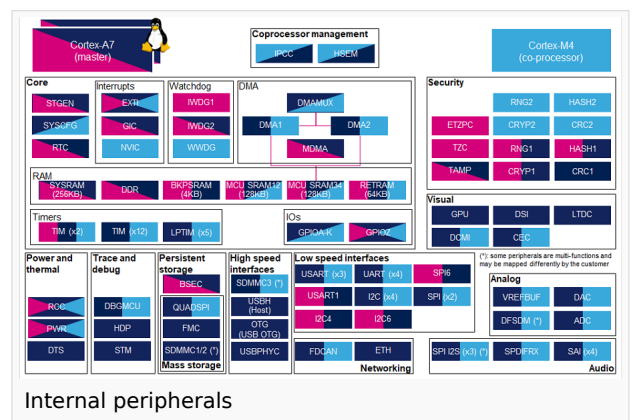 Cortex-A7
(master)
Coprocessor management
IPCC
HSEM
Cortex-M4
(co-processor)
Core
STGEN
SYSCFG
RTC
Interrupts
EXTI
GIC
NVIC
Watchdog
IWDG1
IWDG2
WWDG
DMA
DMAMUX
DMA1
DMA2
MDMA
Security
RNG2
HASH2
ETZPC
CRYP2
CRC2
TZC
RNG1
HASH1
TAMP
CRYP1
CRC1
RAM
SYSRAM
(256KB)
DDR
BKPSRAM
(4KB)
MCU SRAM12
(128KB)
MCU SRAM34
(128KB)
RETRAM
(64KB)
Timers
TIM (x2)
TIM (x12)
LPTIM (x5)
IOs
GPIOA-K
GPIOZ
Visual
GPU
DSI
LTDC
DCMI
CEC
Power and
thermal
RCC
PWR
DTS
Trace and
debug
DBGMCU
HDP
STM
Persistent
storage
BSEC
QUADSPI
FMC
SDMMC1/2 (*)
Mass storage
High speed
interfaces
SDMMC3 (*)
USBH
(Host)
OTG
(USB OTG)
USBPHYC
Low speed interfaces
USART (x3)
UART (x4)
SPI6
USART1
I2C (x4)
SPI (x2)
I2C4
I2C6
(*): some peripherals are multi-functions and
may be mapped differently by the customer
Analog
VREFBUF
DAC
DFSDM (*)
ADC
FDCAN
ETH
Networking
SPI I2S (x3) (*)
SPDIFRX
SAI (x4)
Audio
Internal peripherals